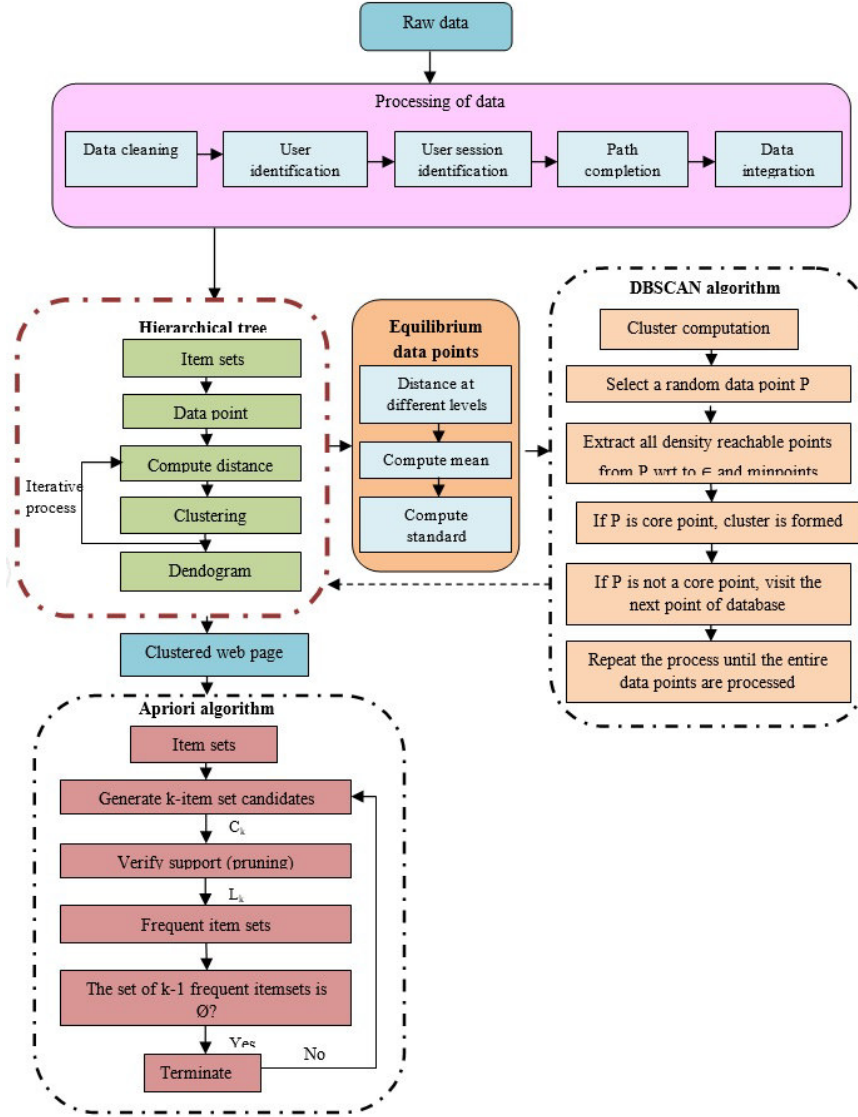 Raw data
Processing of data
Data cleaning
User
identification
User session
identification
Path
completion
Data
integration
Hierarchical tree
Item sets
Data point
Compute distance
Iterative
process
Clustering
Dendogram
Equilibrium
data points
Distance at
different levels
Compute mean
Compute
standard
DBSCAN algorithm
Cluster computation
Select a random data point P
Extract all density reachable points
from P wrt to ∈ and minpoints
If P is core point, cluster is formed
If P is not a core point, visit the
next point of database
Repeat the process until the entire
data points are processed
Clustered web page
Apriori algorithm
Item sets
Generate k-item set candidates
Cₖ
Verify support (pruning)
Lₖ
Frequent item sets
The set of k-1 frequent itemsets is
Ø?
Yes
No
Terminate